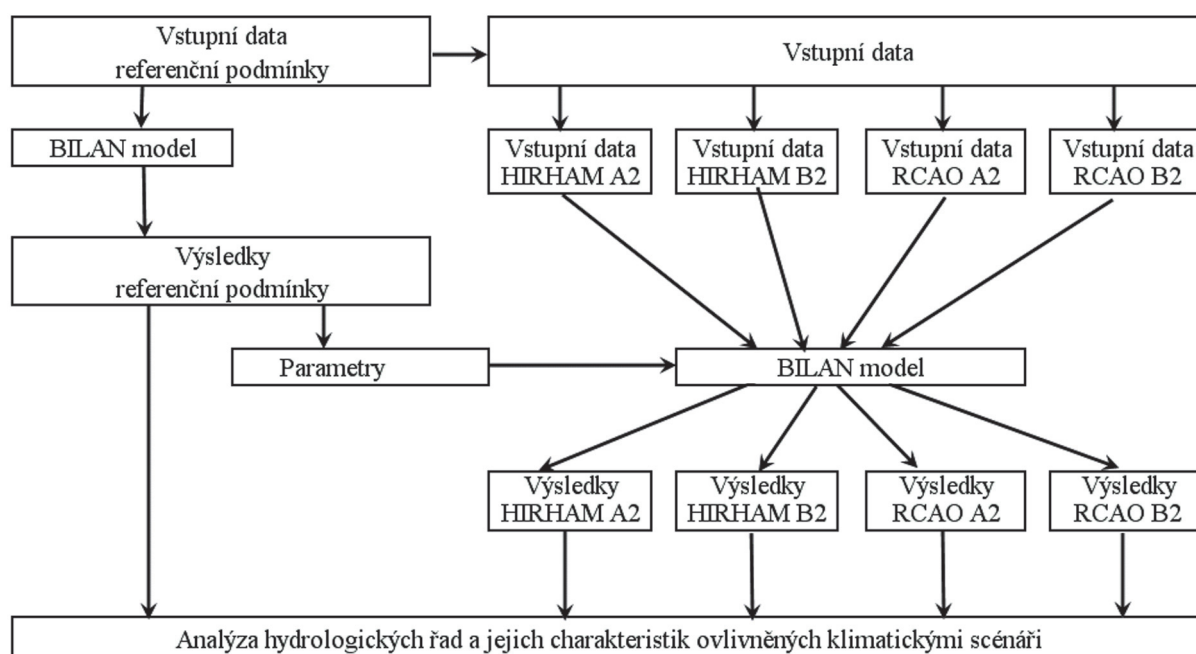 Vstupní data
referenční podmínky
Vstupní data
BILAN model
Vstupní data
HIRHAM A2
Vstupní data
HIRHAM B2
Vstupní data
RCAO A2
Vstupní data
RCAO B2
Výsledky
referenční podmínky
Parametry
BILAN model
Výsledky
HIRHAM A2
Výsledky
HIRHAM B2
Výsledky
RCAO A2
Výsledky
RCAO B2
Analýza hydrologických řad a jejich charakteristik ovlivněných klimatickými scénáři